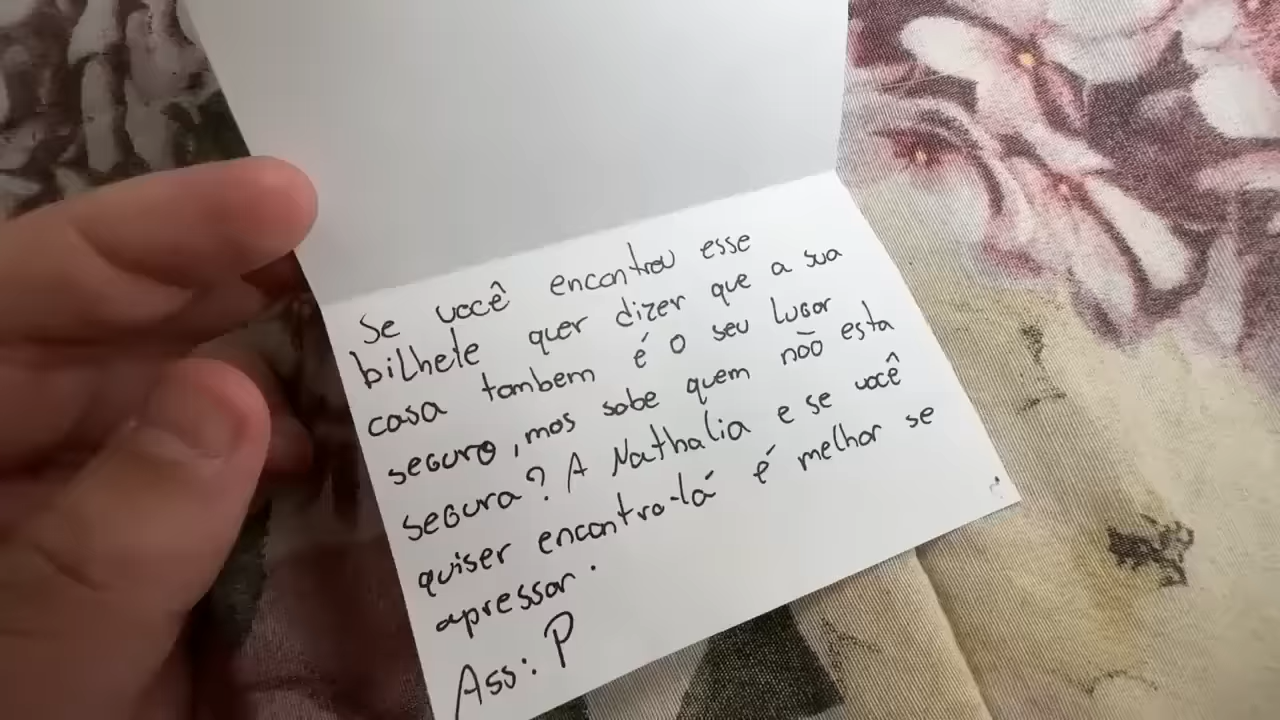 Se você encontrou esse
bilhete quer dizer que a sua
casa tambem é o seu lugar
seguro, mas sabe quem não esta
segura? A Nathalia e se você
quiser encontra-lá é melhor se
apressar.
Ass: P